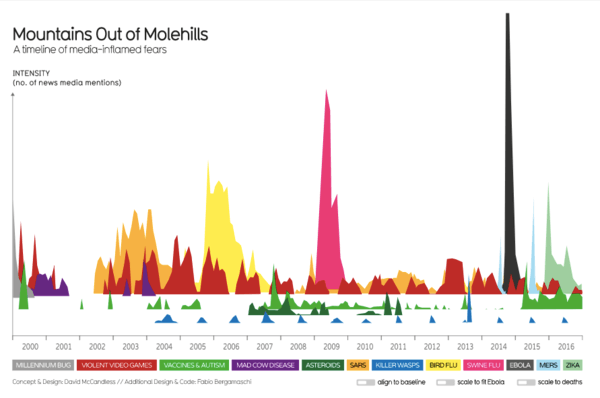 Mountains Out of Molehills
A timeline of media-inflamed fears
INTENSITY
(no. of news media mentions)
2000 2001 2002 2003 2004 2005 2006 2007 2008 2009 2010 2011 2012 2013 2014 2015 2016
MILLENNIUM BUG VIOLENT VIDEO GAMES VACCINES & AUTISM MAD COW DISEASE ASTEROIDS SARS KILLER WASPS BIRD FLU SWINE FLU EBOLA MERS ZIKA
Concept & Design: David McCandless // Additional Design & Code: Fabio Bergamaschi align to baseline scale to fit Ebola scale to deaths